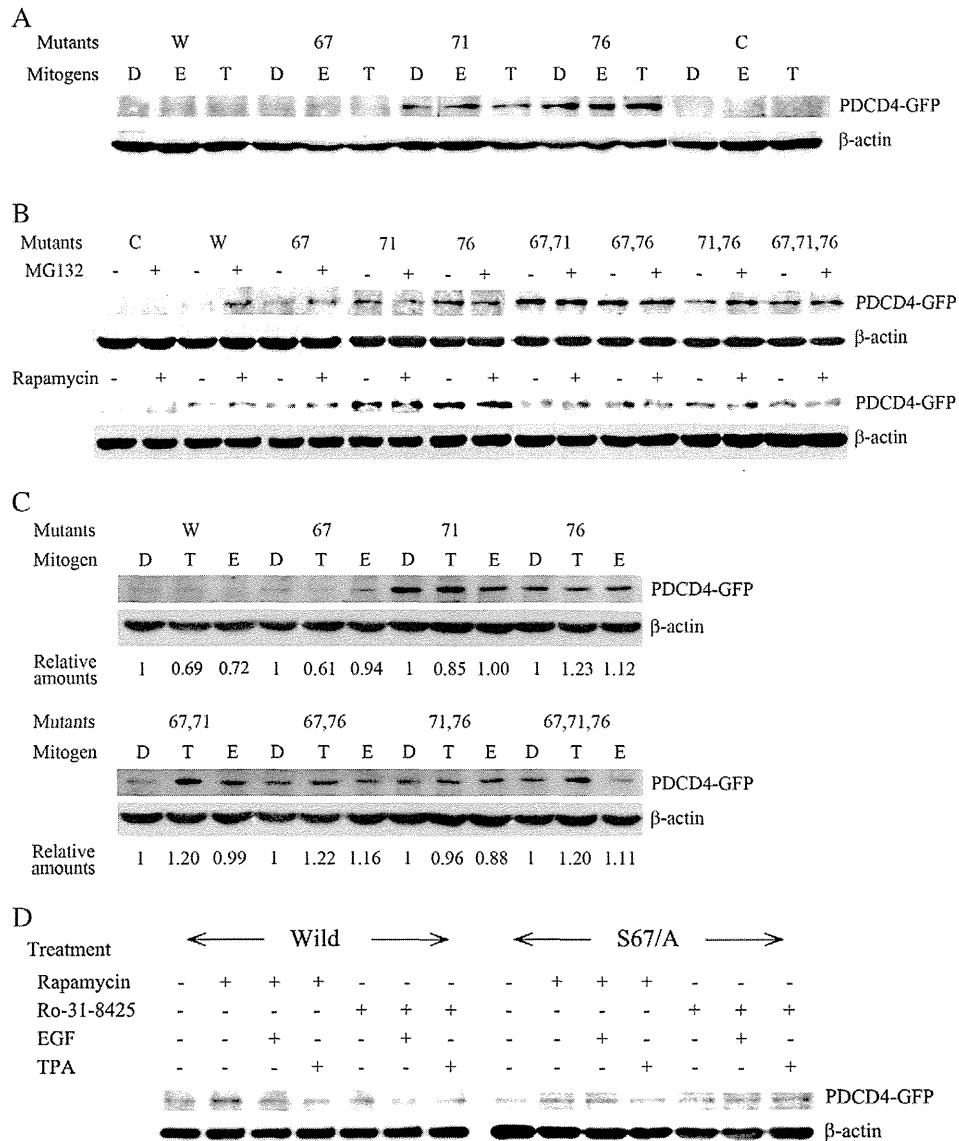 A
Mutants W 67 71 76 C
Mitogens D E T D E T D E T D E T D E T
PDCD4-GFP
β-actin
B
Mutants C W 67 71 76 67,71 67,76 71,76 67,71,76
MG132 - + - + - + - + - + - + - + - + - +
PDCD4-GFP
β-actin
Rapamycin - + - + - + - + - + - + - + - + - +
PDCD4-GFP
β-actin
C
Mutants W 67 71 76
Mitogen D T E D T E D T E D T E
PDCD4-GFP
β-actin
Relative amounts 1 0.69 0.72 1 0.61 0.94 1 0.85 1.00 1 1.23 1.12
Mutants 67,71 67,76 71,76 67,71,76
Mitogen D T E D T E D T E D T E
PDCD4-GFP
β-actin
Relative amounts 1 1.20 0.99 1 1.22 1.16 1 0.96 0.88 1 1.20 1.11
D
Treatment Wild S67/A
Rapamycin - + + + - - - - + + + - - -
Ro-31-8425 - - - - + + + - - - - + + +
EGF - - + - - + - - - + - - + -
TPA - - - + - - + - - - + - - +
PDCD4-GFP
β-actin